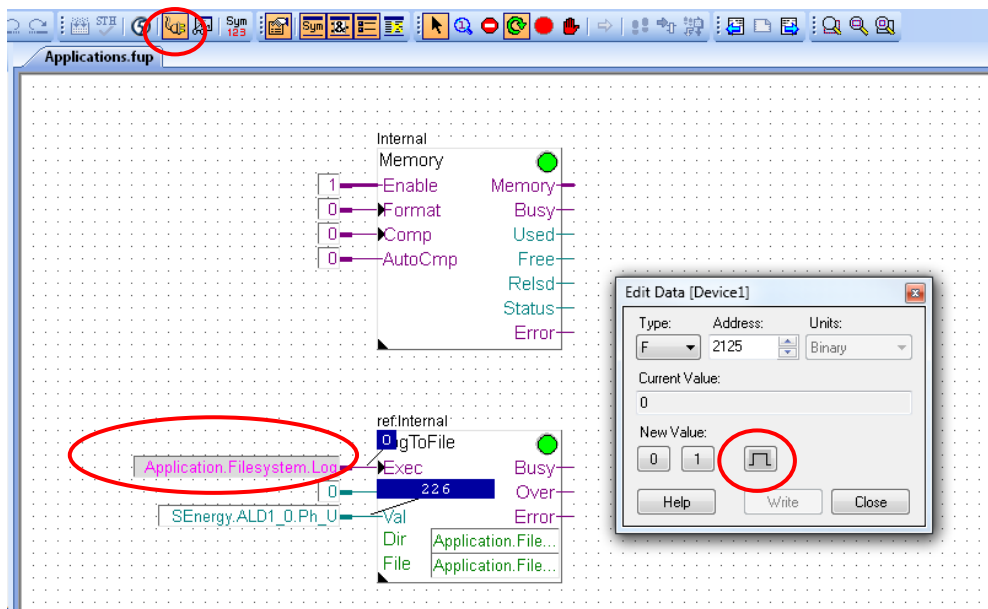 STH
Sym
123
Sym
Applications.fup
Internal
Memory
1 Enable Memory
0 Format Busy
0 Comp Used
0 AutoCmp Free
Relsd
Status
Error
Edit Data [Device1]
Type: Address: Units:
F 2125 Binary
Current Value:
0
New Value:
0 1
Help Write Close
ref:Internal
0 gToFile
Application.Filesystem.Log Exec Busy
0 226 Over
SEnergy.ALD1_0.Ph_U Val Error
Dir Application.File...
File Application.File...